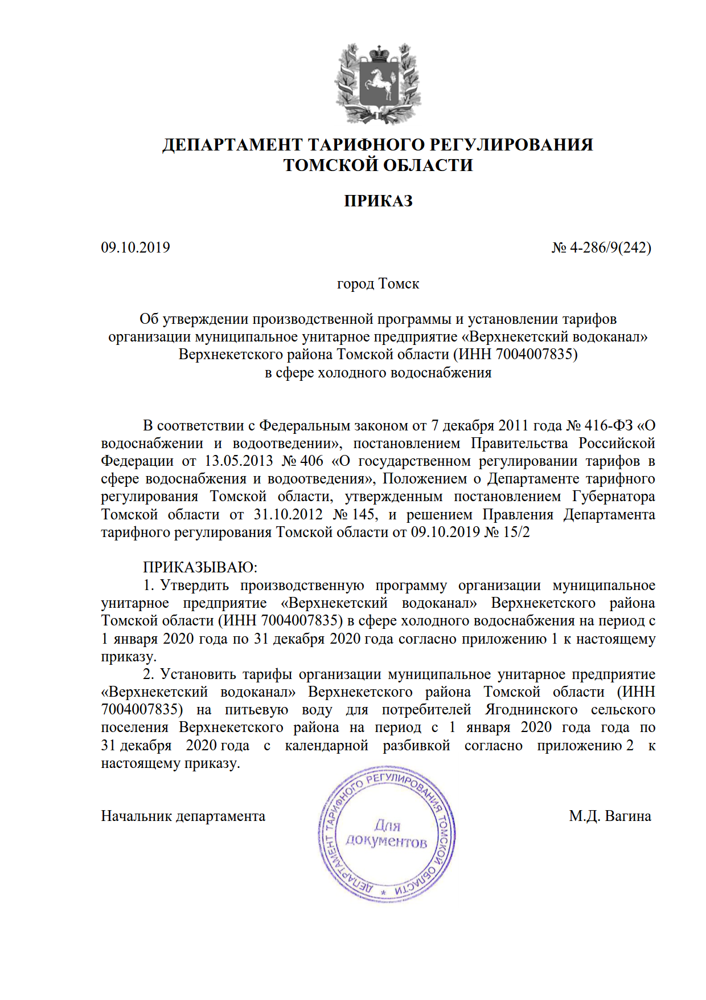 ДЕПАРТАМЕНТ ТАРИФНОГО РЕГУЛИРОВАНИЯ
ТОМСКОЙ ОБЛАСТИ
ПРИКАЗ
09.10.2019 № 4-286/9(242)
город Томск
Об утверждении производственной программы и установлении тарифов
организации муниципальное унитарное предприятие «Верхнекетский водоканал»
Верхнекетского района Томской области (ИНН 7004007835)
в сфере холодного водоснабжения
В соответствии с Федеральным законом от 7 декабря 2011 года № 416-ФЗ «О
водоснабжении и водоотведении», постановлением Правительства Российской
Федерации от 13.05.2013 № 406 «О государственном регулировании тарифов в
сфере водоснабжения и водоотведения», Положением о Департаменте тарифного
регулирования Томской области, утвержденным постановлением Губернатора
Томской области от 31.10.2012 № 145, и решением Правления Департамента
тарифного регулирования Томской области от 09.10.2019 № 15/2
ПРИКАЗЫВАЮ:
1. Утвердить производственную программу организации муниципальное
унитарное предприятие «Верхнекетский водоканал» Верхнекетского района
Томской области (ИНН 7004007835) в сфере холодного водоснабжения на период с
1 января 2020 года по 31 декабря 2020 года согласно приложению 1 к настоящему
приказу.
2. Установить тарифы организации муниципальное унитарное предприятие
«Верхнекетский водоканал» Верхнекетского района Томской области (ИНН
7004007835) на питьевую воду для потребителей Ягоднинского сельского
поселения Верхнекетского района на период с 1 января 2020 года года по
31 декабря 2020 года с календарной разбивкой согласно приложению 2 к
настоящему приказу.
Начальник департамента М.Д. Вагина
ДЕПАРТАМЕНТ ТАРИФНОГО РЕГУЛИРОВАНИЯ ТОМСКОЙ ОБЛАСТИ *
Для
документов